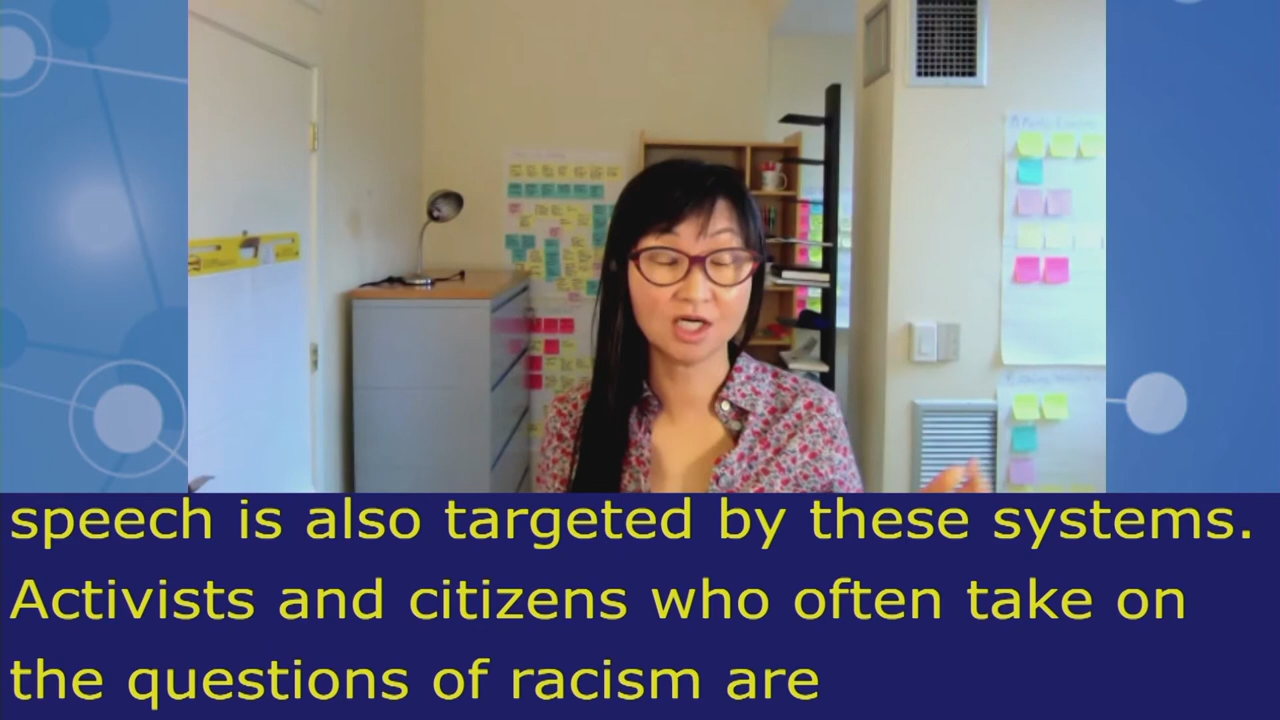 speech is also targeted by these systems.
Activists and citizens who often take on
the questions of racism are